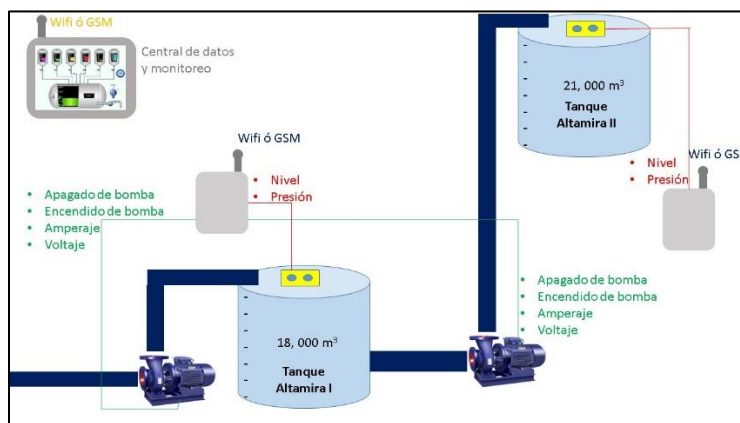 Wifi ó GSM
Central de datos
y monitoreo
21, 000 m³
Tanque
Altamira II
Wifi ó GSM
• Nivel
• Presión
Wifi ó GS
• Nivel
• Presión
• Apagado de bomba
• Encendido de bomba
• Amperaje
• Voltaje
• Apagado de bomba
• Encendido de bomba
• Amperaje
• Voltaje
18, 000 m³
Tanque
Altamira I